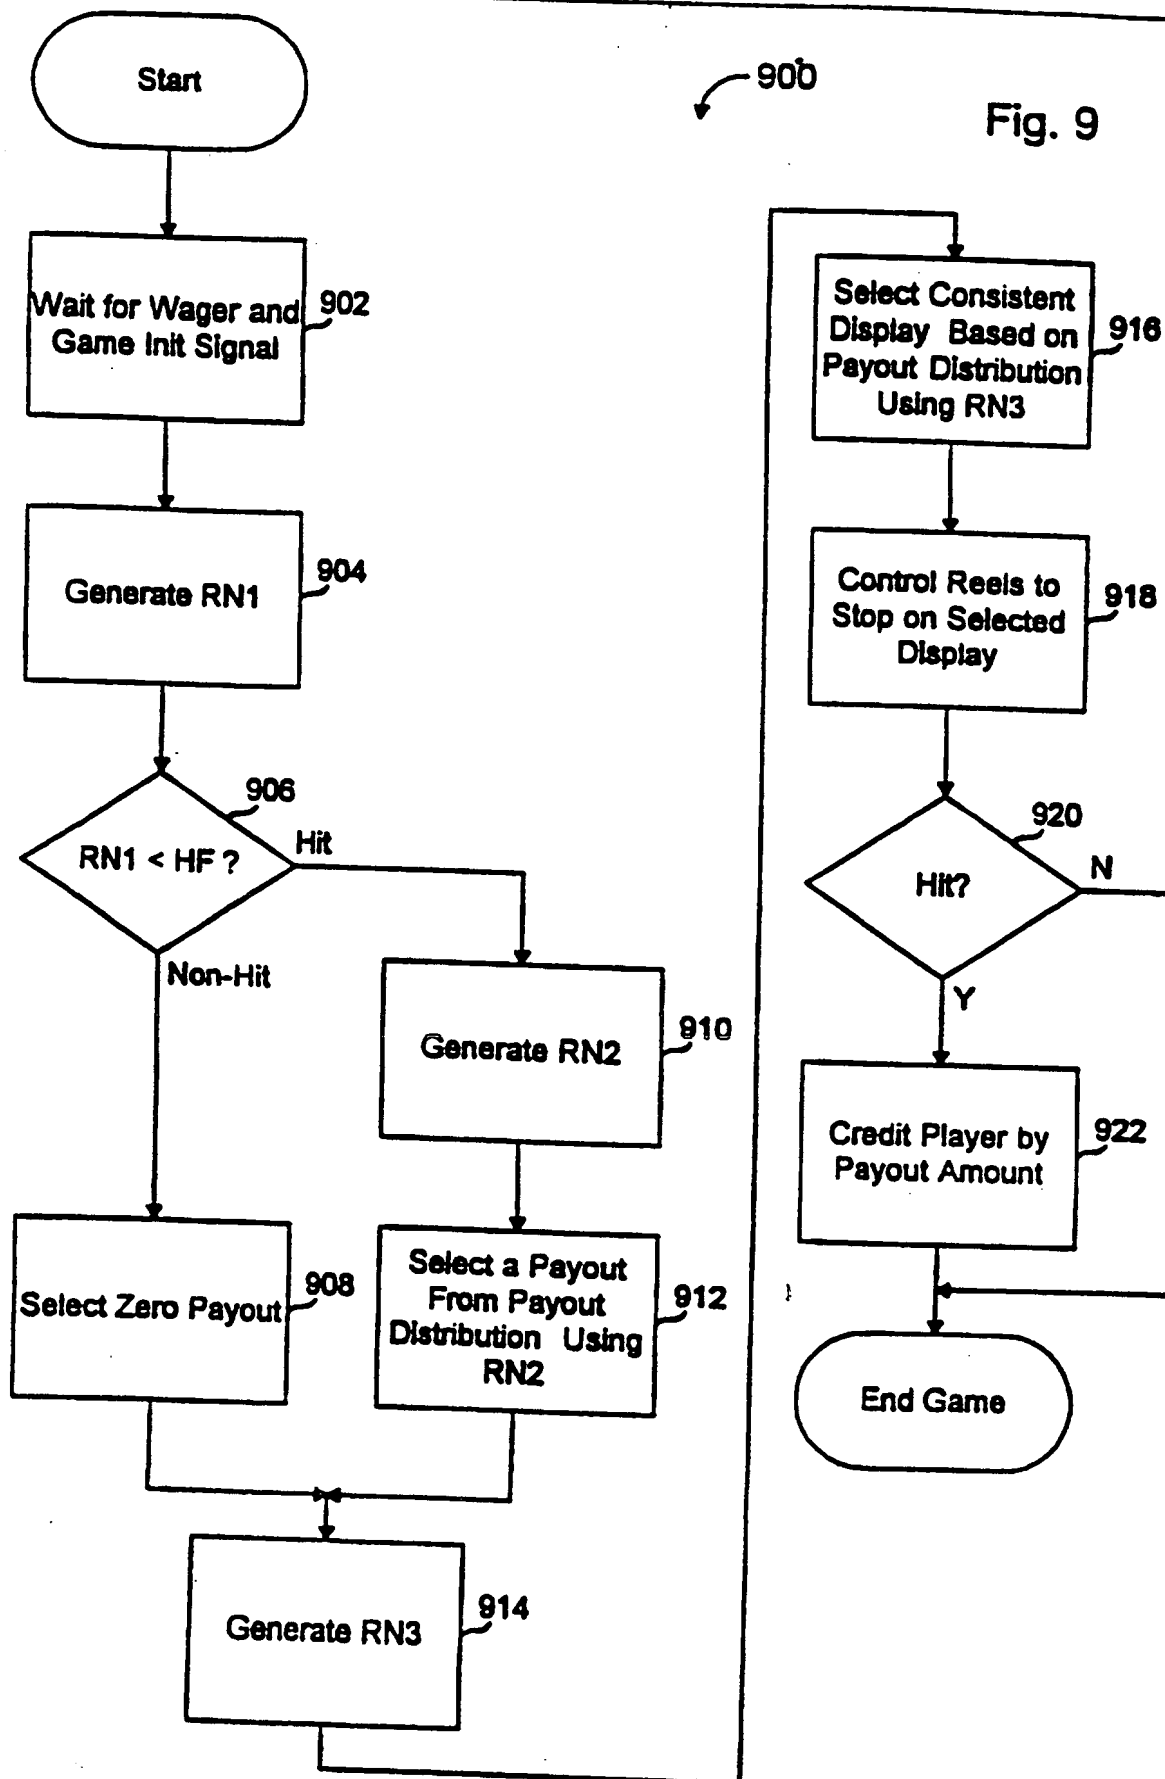 Start
900
Fig. 9
Wait for Wager and
Game Init Signal
902
Generate RN1
904
RN1 < HF ?
906
Hit
Non-Hit
Generate RN2
910
Select Zero Payout
908
Select a Payout
From Payout
Distribution Using
RN2
912
Generate RN3
914
Select Consistent
Display Based on
Payout Distribution
Using RN3
916
Control Reels to
Stop on Selected
Display
918
Hit?
920
N
Y
Credit Player by
Payout Amount
922
End Game